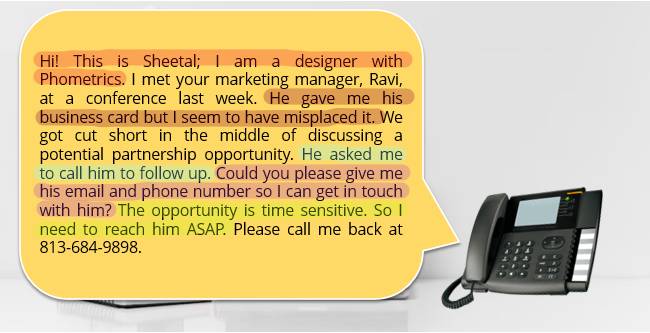 Hi! This is Sheetal; I am a designer with
Phometrics. I met your marketing manager, Ravi,
at a conference last week. He gave me his
business card but I seem to have misplaced it. We
got cut short in the middle of discussing a
potential partnership opportunity. He asked me
to call him to follow up. Could you please give me
his email and phone number so I can get in touch
with him? The opportunity is time sensitive. So I
need to reach him ASAP. Please call me back at
813-684-9898.